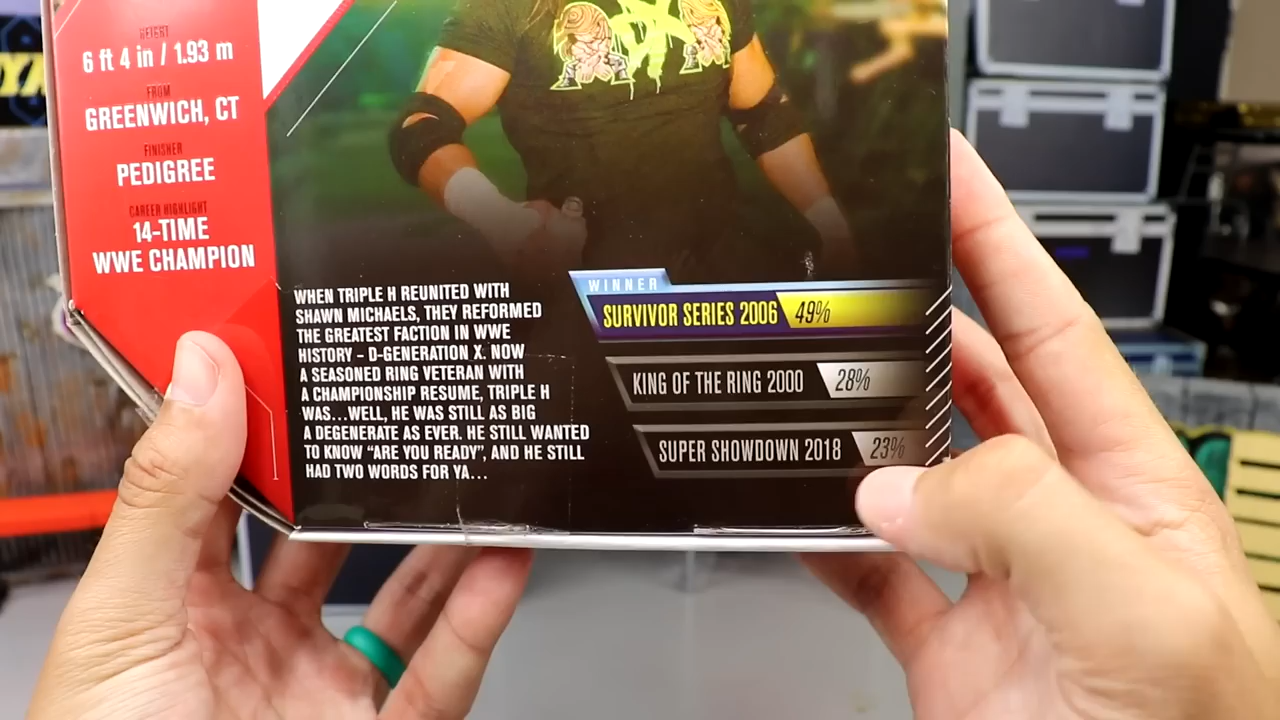 HEIGHT
6 ft 4 in / 1.93 m
FROM
GREENWICH, CT
FINISHER
PEDIGREE
CAREER HIGHLIGHT
14-TIME
WWE CHAMPION
WHEN TRIPLE H REUNITED WITH
SHAWN MICHAELS, THEY REFORMED
THE GREATEST FACTION IN WWE
HISTORY – D-GENERATION X. NOW
A SEASONED RING VETERAN WITH
A CHAMPIONSHIP RESUME, TRIPLE H
WAS...WELL, HE WAS STILL AS BIG
A DEGENERATE AS EVER. HE STILL WANTED
TO KNOW “ARE YOU READY”, AND HE STILL
HAD TWO WORDS FOR YA...
WINNER
SURVIVOR SERIES 2006 49%
KING OF THE RING 2000 28%
SUPER SHOWDOWN 2018 23%